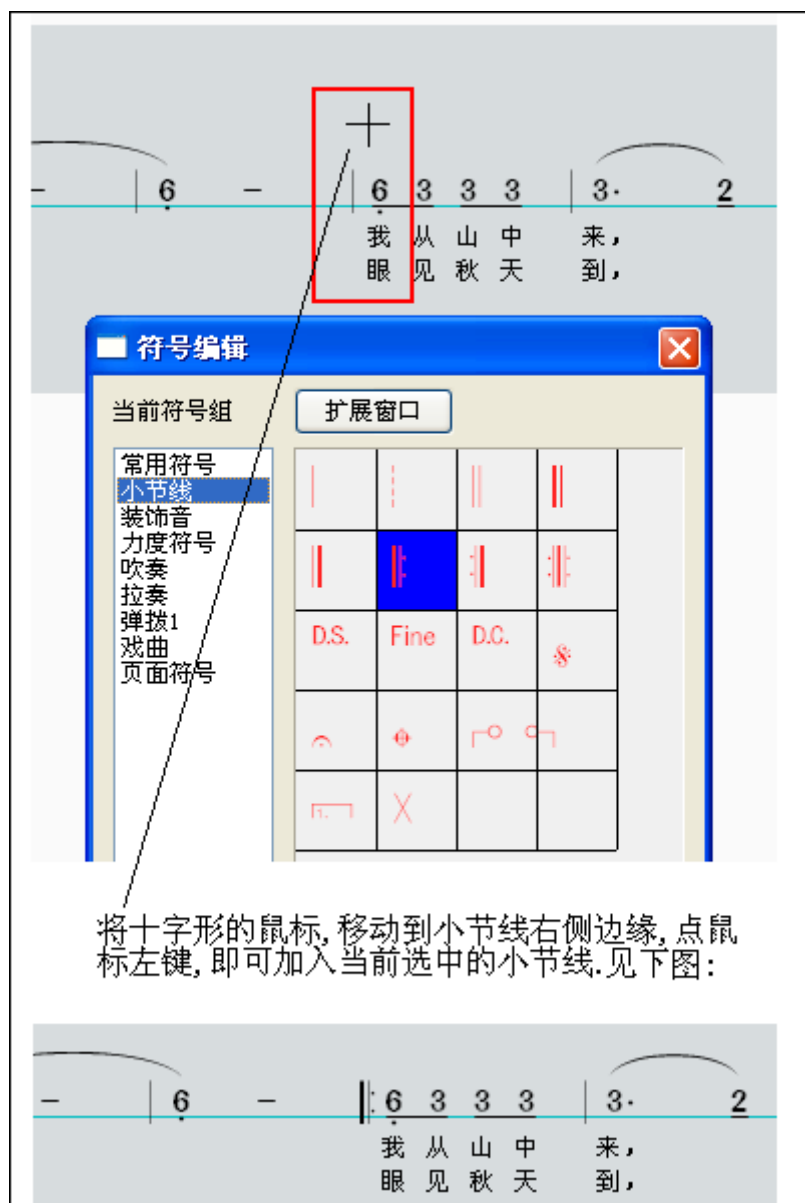 - | 6 - | 6 3 3 3 | 3· 2
我 从 山 中 来,
眼 见 秋 天 到,
符号编辑
当前符号组
扩展窗口
常用符号
小节线
装饰音
力度符号
吹奏
拉奏
弹拨1
戏曲
页面符号
D.S. Fine D.C.
1.
将十字形的鼠标,移动到小节线右侧边缘,点鼠
标左键,即可加入当前选中的小节线.见下图:
- | 6 - ‖: 6 3 3 3 | 3· 2
我 从 山 中 来,
眼 见 秋 天 到,